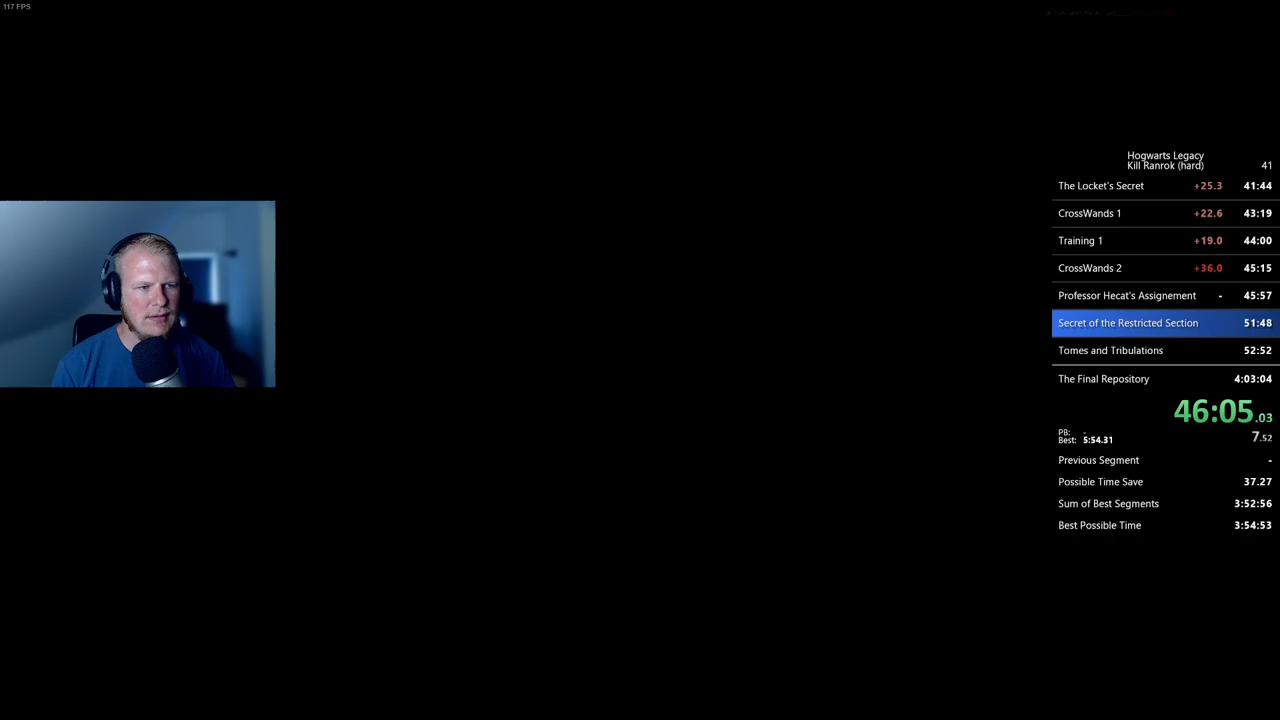 117 FPS
Hogwarts Legacy
Kill Ranrok (hard) 41
The Locket's Secret +25.3 41:44
CrossWands 1 +22.6 43:19
Training 1 +19.0 44:00
CrossWands 2 +36.0 45:15
Professor Hecat's Assignement - 45:57
Secret of the Restricted Section 51:48
Tomes and Tribulations 52:52
The Final Repository 4:03:04
46:05.03
PB: -
Best: 5:54.31 7.52
Previous Segment -
Possible Time Save 37.27
Sum of Best Segments 3:52:56
Best Possible Time 3:54:53